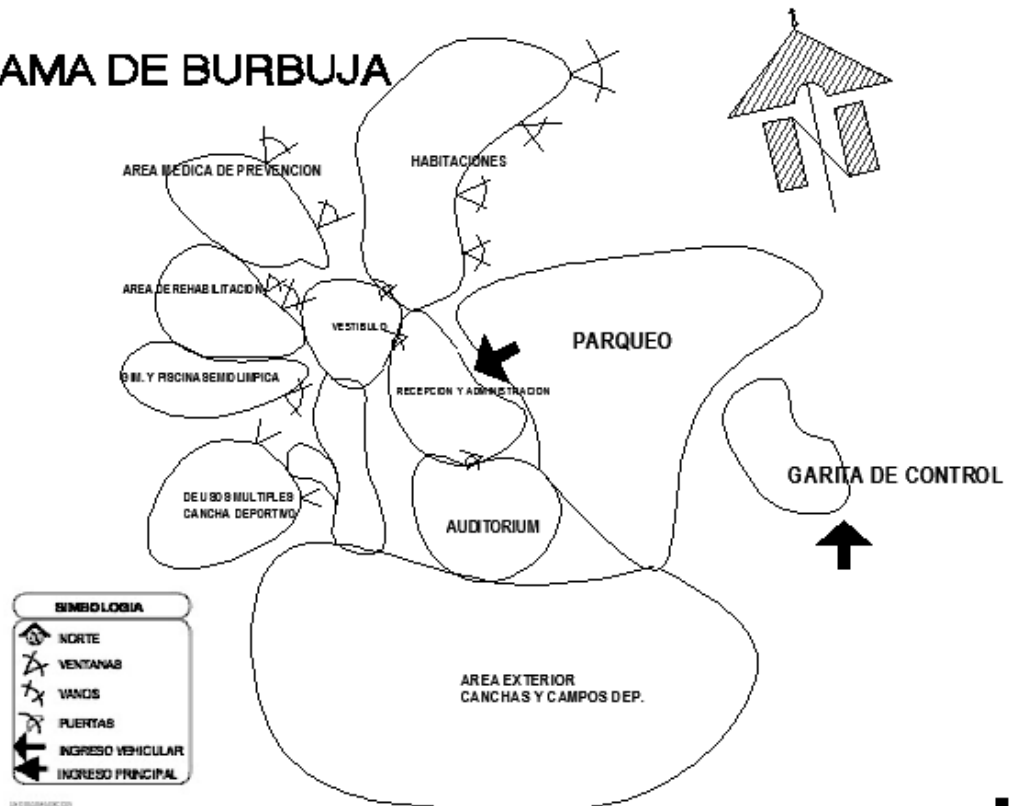 AMA DE BURBUJA
AREA MEDICA DE PREVENCION
HABITACIONES
AREA DE REHABILITACION
VESTIBULO
PARQUEO
GIM. Y PISCINA SEMIOLIMPICA
RECEPCION Y ADMINISTRACION
GARITA DE CONTROL
DE USOS MULTIPLES
CANCHA DEPORTIVO
AUDITORIUM
AREA EXTERIOR
CANCHAS Y CAMPOS DEP.
SIMBOLOGIA
NORTE
VENTANAS
VANOS
PUERTAS
INGRESO VEHICULAR
INGRESO PRINCIPAL